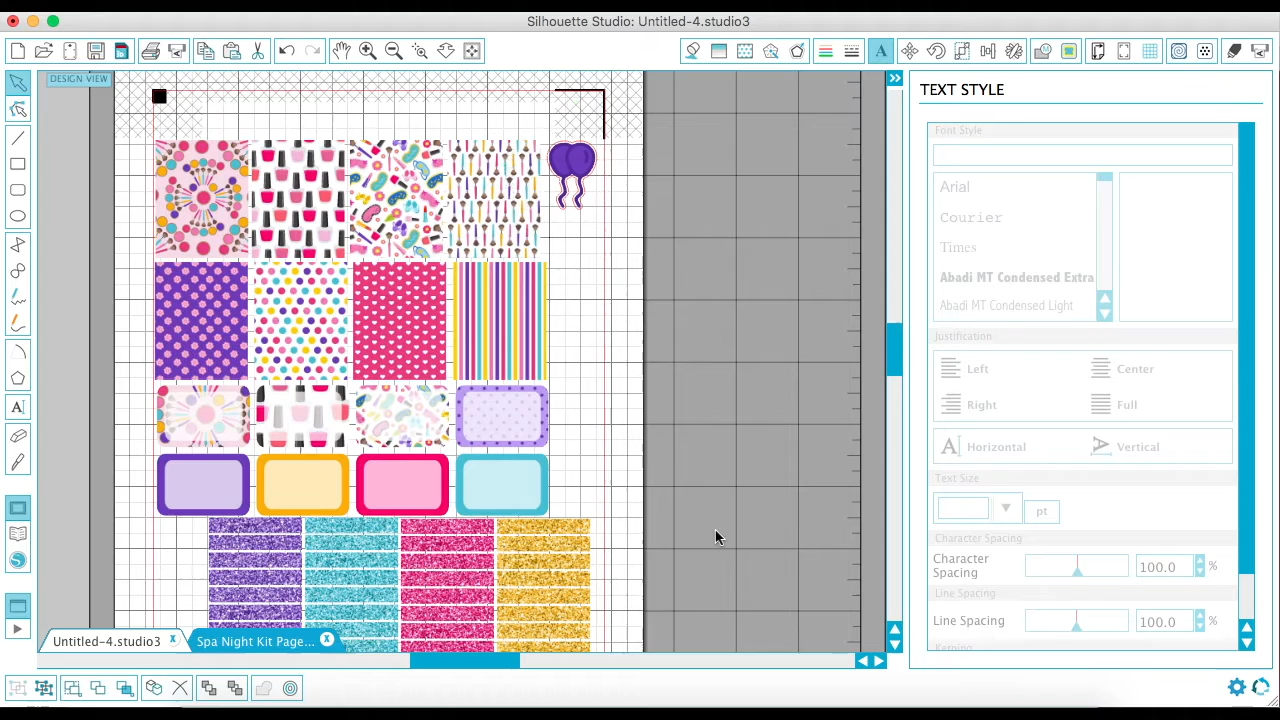 Silhouette Studio: Untitled-4.studio3
DESIGN VIEW
A
TEXT STYLE
Font Style
Arial
Courier
Times
Abadi MT Condensed Extra
Abadi MT Condensed Light
Justification
Left
Center
Right
Full
Horizontal
Vertical
Text Size
pt
Character Spacing
Character Spacing
100.0
%
Line Spacing
Line Spacing
100.0
%
Untitled-4.studio3
Spa Night Kit Page...